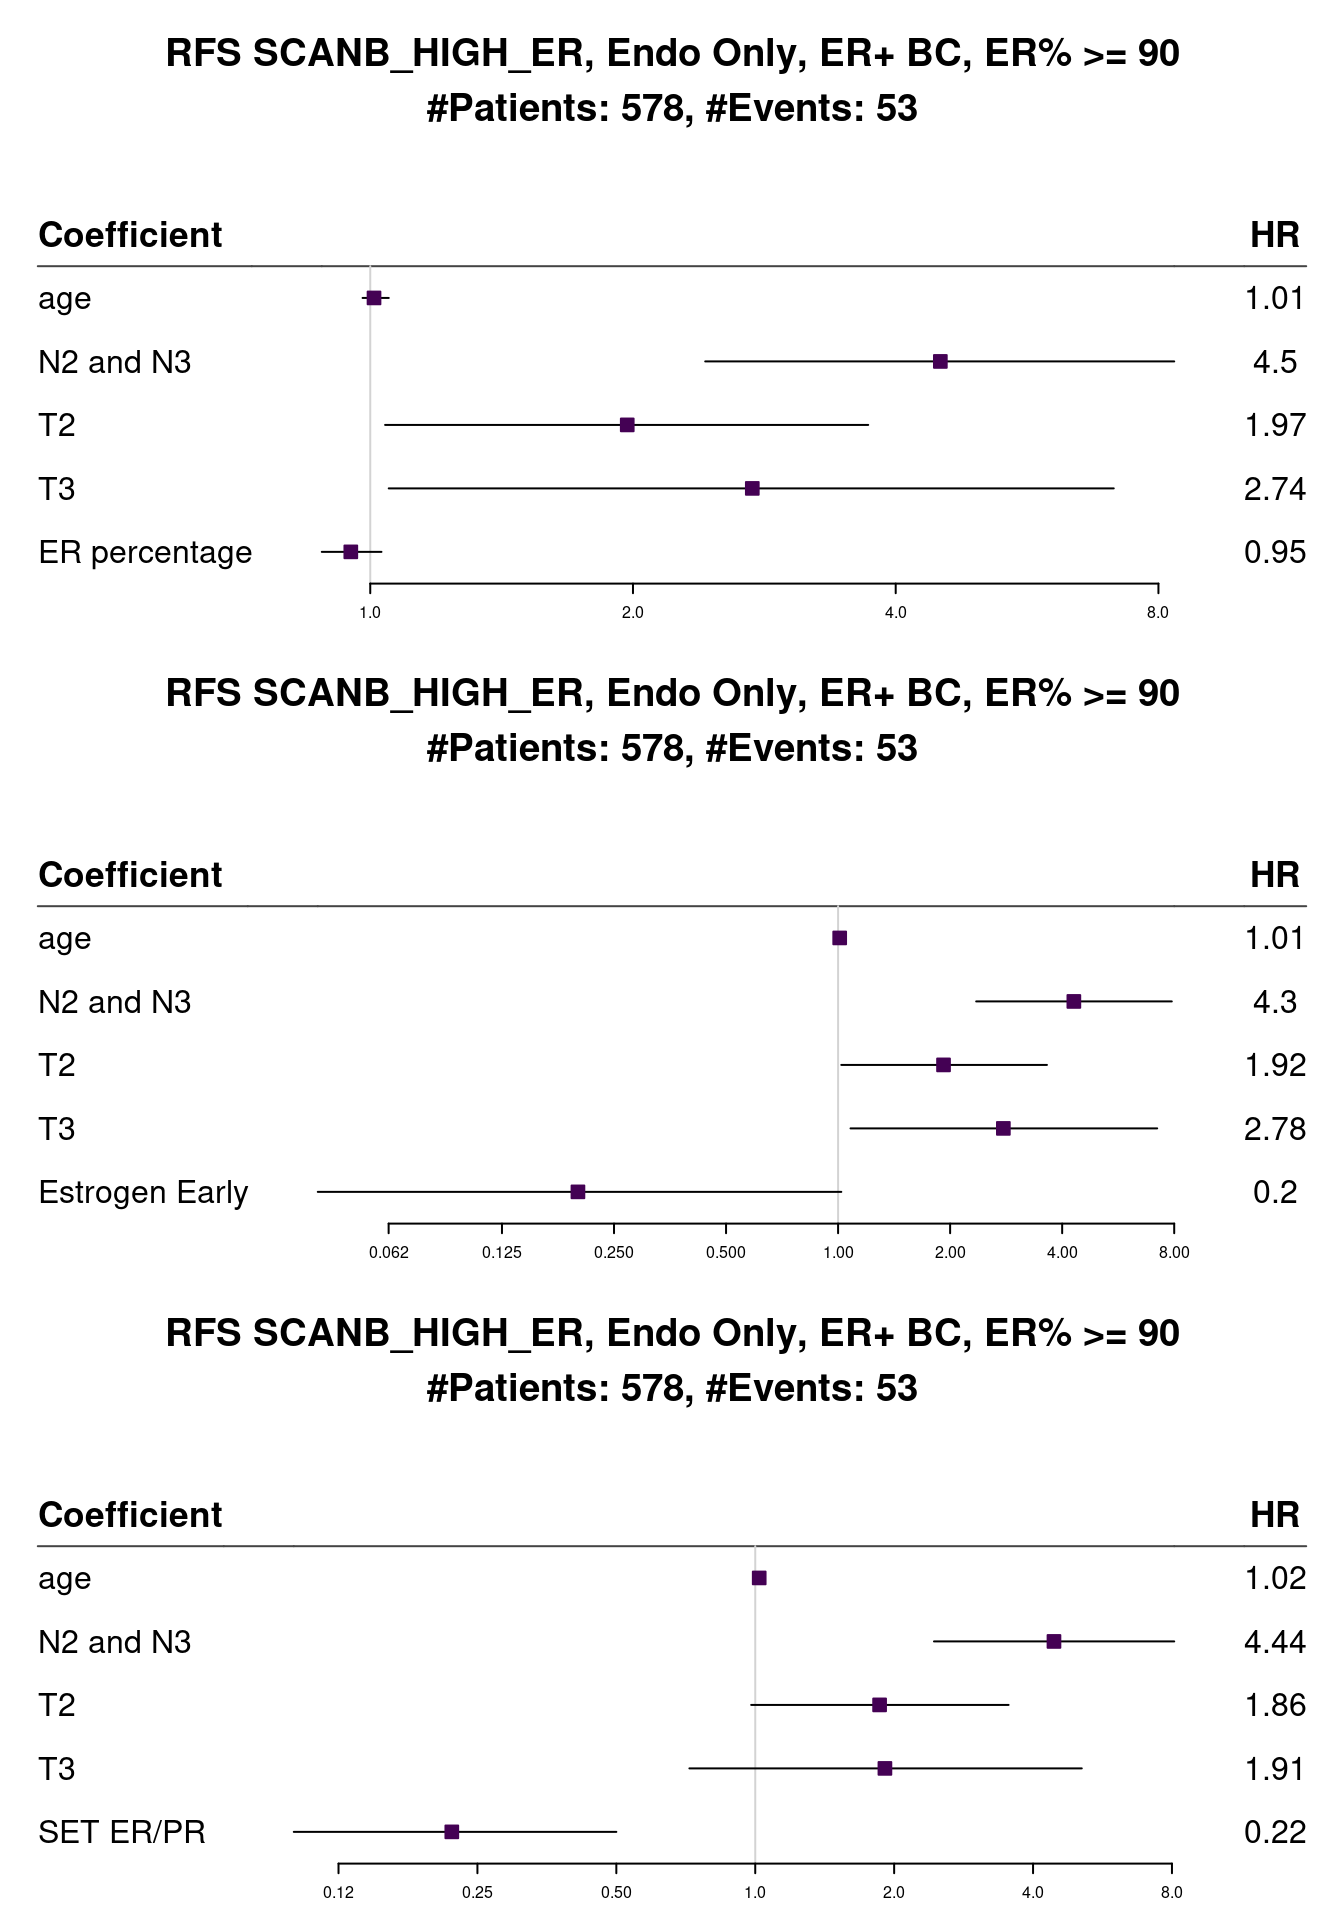 RFS SCANB_HIGH_ER, Endo Only, ER+ BC, ER% >= 90
#Patients: 578, #Events: 53
Coefficient HR
age 1.01
N2 and N3 4.5
T2 1.97
T3 2.74
ER percentage 0.95
1.0 2.0 4.0 8.0
RFS SCANB_HIGH_ER, Endo Only, ER+ BC, ER% >= 90
#Patients: 578, #Events: 53
Coefficient HR
age 1.01
N2 and N3 4.3
T2 1.92
T3 2.78
Estrogen Early 0.2
0.062 0.125 0.250 0.500 1.00 2.00 4.00 8.00
RFS SCANB_HIGH_ER, Endo Only, ER+ BC, ER% >= 90
#Patients: 578, #Events: 53
Coefficient HR
age 1.02
N2 and N3 4.44
T2 1.86
T3 1.91
SET ER/PR 0.22
0.12 0.25 0.50 1.0 2.0 4.0 8.0